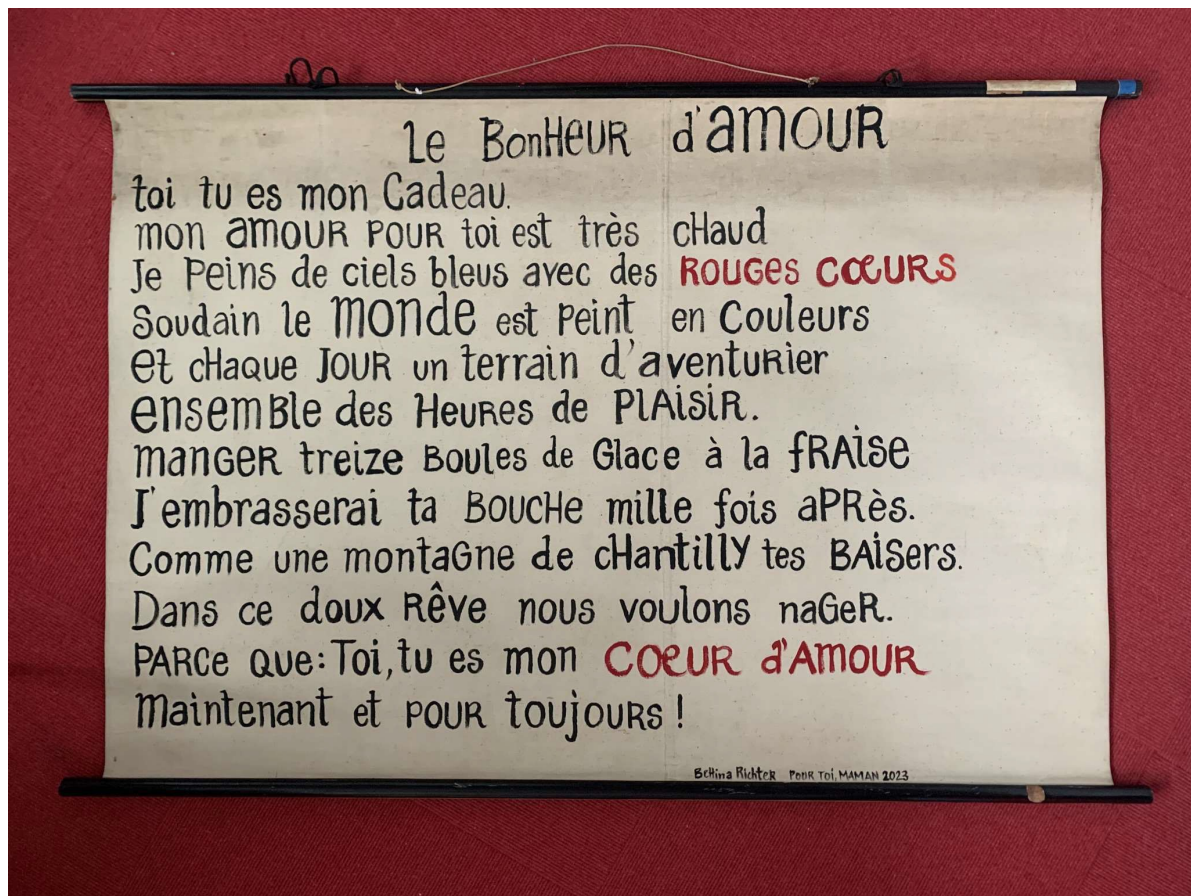 Le BonHeUR d'amOUR
toi tu es mon Cadeau.
mon amOUR POUR toi est très cHaud
Je Peins de ciels bleus avec des ROUGes CŒURS
Soudain le monde est Peint en Couleurs
et cHaque JOUR un terrain d'aventuRier
ensemBle des HeuRes de PlAisiR.
manGeR treize Boules de Glace à la fRAise
J'embrasserai ta BOUCHe mille fois aPRès.
Comme une montaGne de cHantillY tes BAiSers.
Dans ce doux Rêve nous voulons naGeR.
PARCe Que: Toi, tu es mon CŒUR d'AmOUR
maintenant et POUR toujOURs !
Bettina RichteR POUR Toi, MAMAN 2023